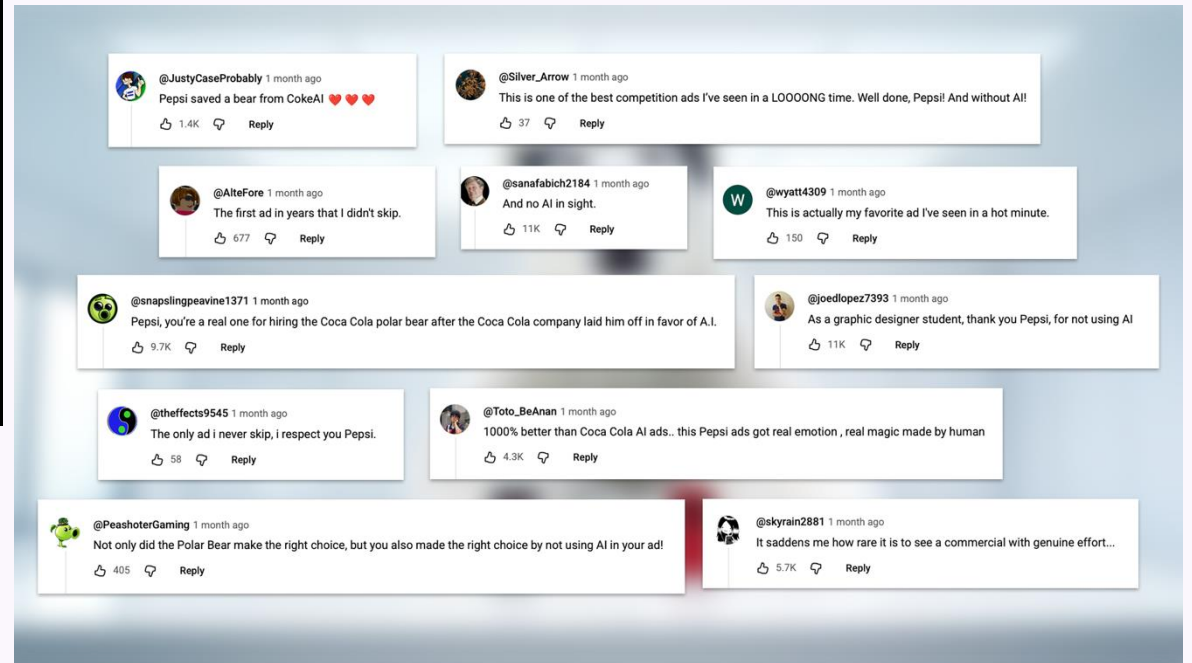 @JustyCaseProbably 1 month ago
Pepsi saved a bear from CokeAI ❤️ ❤️ ❤️
1.4K Reply
@Silver_Arrow 1 month ago
This is one of the best competition ads I've seen in a LOOOONG time. Well done, Pepsi! And without AI!
37 Reply
@AlteFore 1 month ago
The first ad in years that I didn't skip.
677 Reply
@sanafabich2184 1 month ago
And no AI in sight.
11K Reply
W
@wyatt4309 1 month ago
This is actually my favorite ad I've seen in a hot minute.
150 Reply
@snapslingpeavine1371 1 month ago
Pepsi, you're a real one for hiring the Coca Cola polar bear after the Coca Cola company laid him off in favor of A.I.
9.7K Reply
@joedlopez7393 1 month ago
As a graphic designer student, thank you Pepsi, for not using AI
11K Reply
@theffects9545 1 month ago
The only ad i never skip, i respect you Pepsi.
58 Reply
@Toto_BeAnan 1 month ago
1000% better than Coca Cola AI ads.. this Pepsi ads got real emotion , real magic made by human
4.3K Reply
@PeashoterGaming 1 month ago
Not only did the Polar Bear make the right choice, but you also made the right choice by not using AI in your ad!
405 Reply
@skyrain2881 1 month ago
It saddens me how rare it is to see a commercial with genuine effort...
5.7K Reply